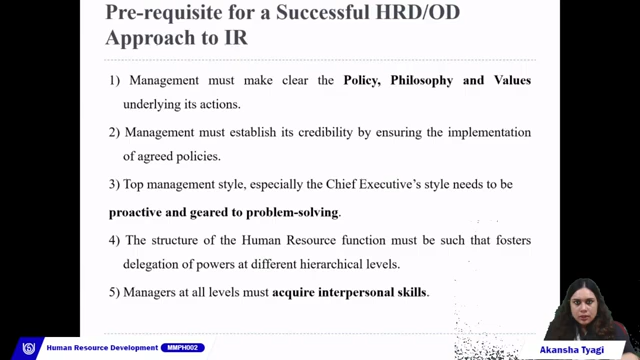 Pre-requisite for a Successful HRD/OD
Approach to IR
1) Management must make clear the Policy, Philosophy and Values
underlying its actions.
2) Management must establish its credibility by ensuring the implementation
of agreed policies.
3) Top management style, especially the Chief Executive's style needs to be
proactive and geared to problem-solving.
4) The structure of the Human Resource function must be such that fosters
delegation of powers at different hierarchical levels.
5) Managers at all levels must acquire interpersonal skills.
Human Resource Development MMPH002
Akansha Tyagi